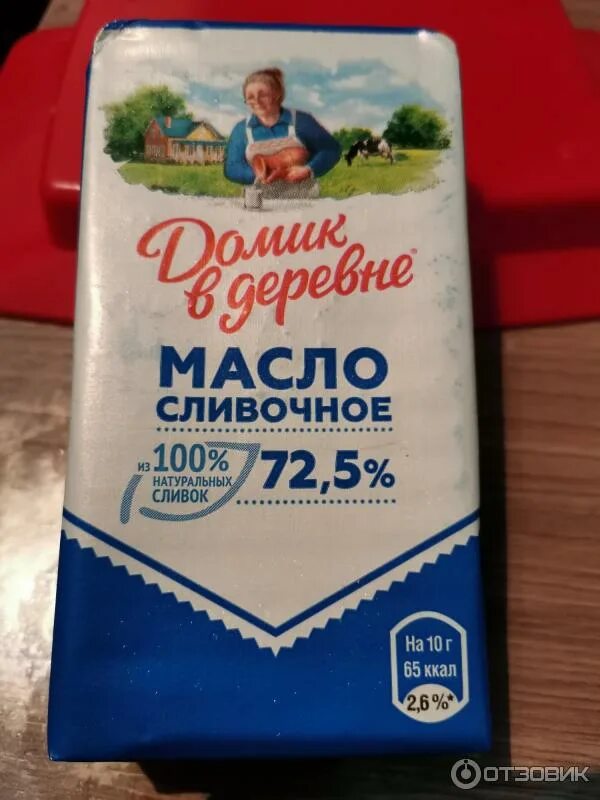 Домик
в деревне®
МАСЛО
СЛИВОЧНОЕ
из 100%
НАТУРАЛЬНЫХ
СЛИВОК
72,5%
На 10 г
65 ккал
2,6%*
ОТЗОВИК